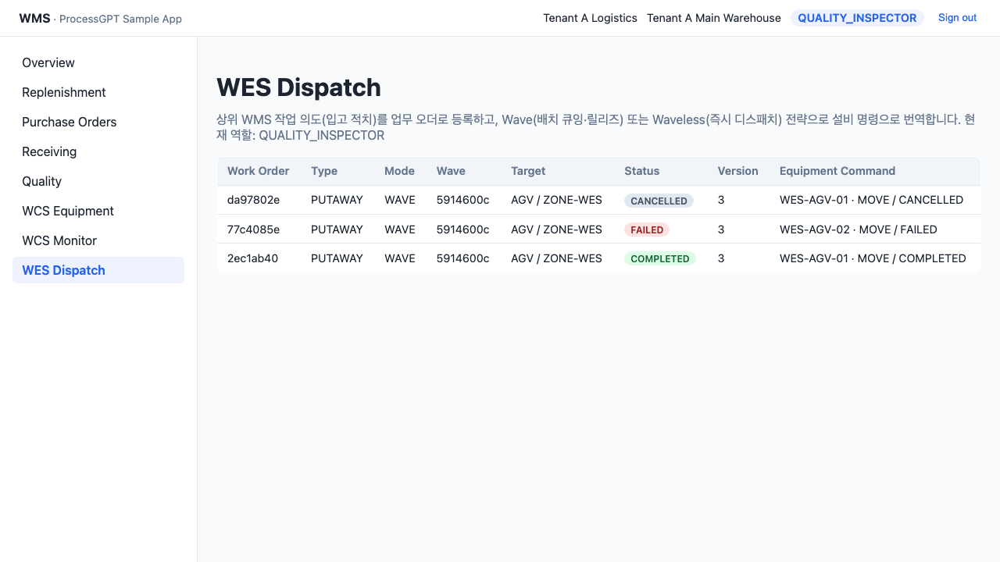 WMS · ProcessGPT Sample App
Tenant A Logistics Tenant A Main Warehouse QUALITY_INSPECTOR Sign out
Overview
Replenishment
Purchase Orders
Receiving
Quality
WCS Equipment
WCS Monitor
WES Dispatch
WES Dispatch
상위 WMS 작업 의도(입고 적치)를 업무 오더로 등록하고, Wave(배치 큐잉·릴리즈) 또는 Waveless(즉시 디스패치) 전략으로 설비 명령으로 번역합니다. 현
재 역할: QUALITY_INSPECTOR
Work Order Type Mode Wave Target Status Version Equipment Command
da97802e PUTAWAY WAVE 5914600c AGV / ZONE-WES CANCELLED 3 WES-AGV-01 · MOVE / CANCELLED
77c4085e PUTAWAY WAVE 5914600c AGV / ZONE-WES FAILED 3 WES-AGV-02 · MOVE / FAILED
2ec1ab40 PUTAWAY WAVE 5914600c AGV / ZONE-WES COMPLETED 3 WES-AGV-01 · MOVE / COMPLETED